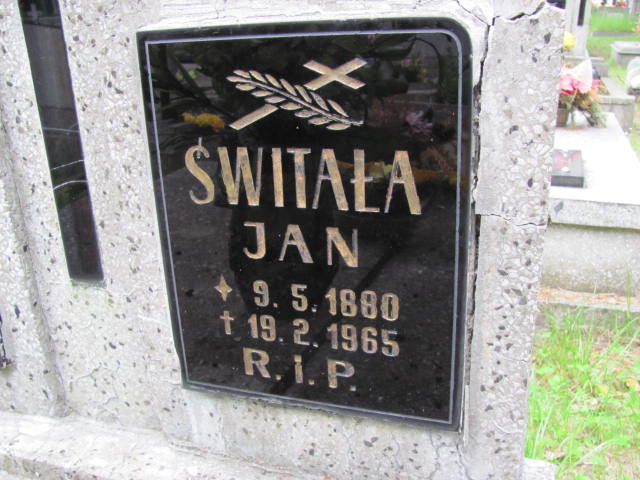 ŚWITAŁA
JAN
9.5.1880
19.2.1965
R.I.P.